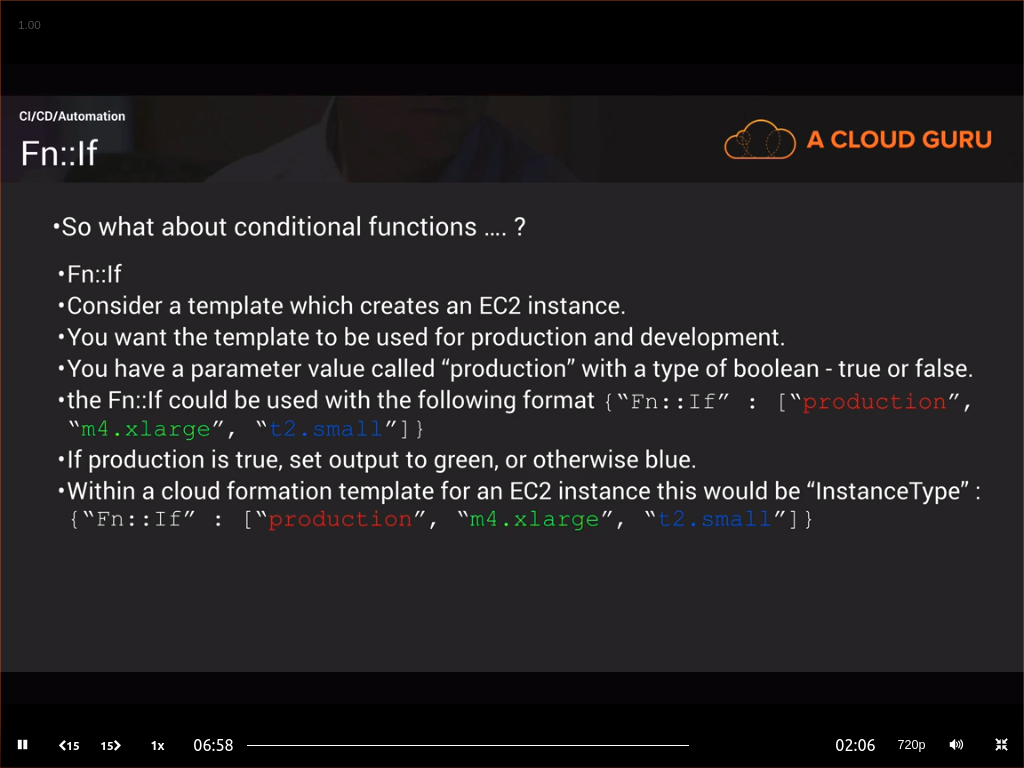 1.00
CI/CD/Automation
Fn::If
A CLOUD GURU
•So what about conditional functions .... ?
•Fn::If
•Consider a template which creates an EC2 instance.
•You want the template to be used for production and development.
•You have a parameter value called “production” with a type of boolean - true or false.
•the Fn::If could be used with the following format {“Fn::If” : [“production”,
“m4.xlarge”, “t2.small”]}
•If production is true, set output to green, or otherwise blue.
•Within a cloud formation template for an EC2 instance this would be “InstanceType” :
{“Fn::If” : [“production”, “m4.xlarge”, “t2.small”]}
15 15 1x 06:58 02:06 720p